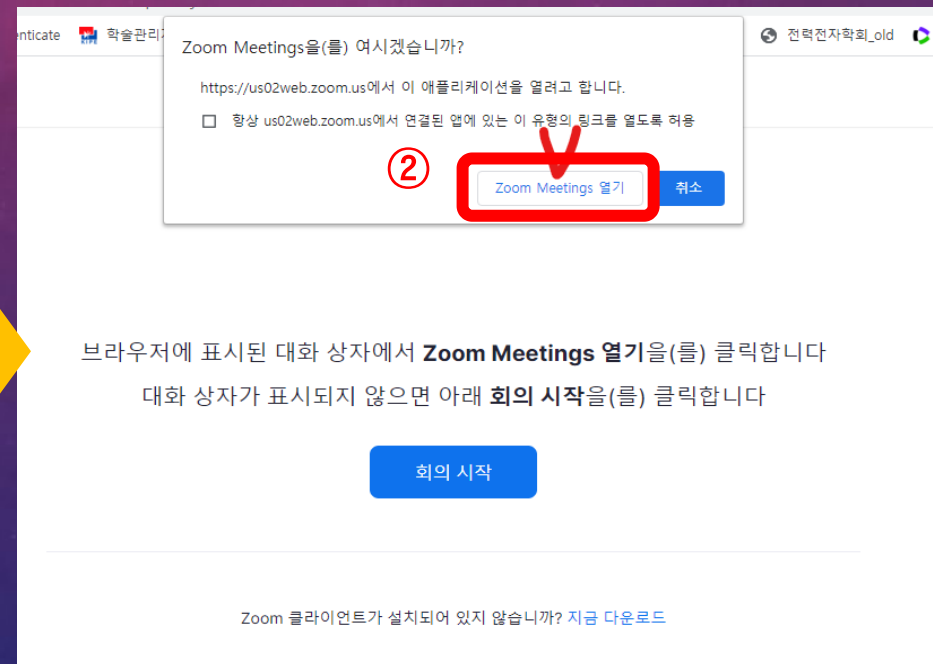 enticate 학술관리 전력전자학회_old
Zoom Meetings을(를) 여시겠습니까?
https://us02web.zoom.us에서 이 애플리케이션을 열려고 합니다.
항상 us02web.zoom.us에서 연결된 앱에 있는 이 유형의 링크를 열도록 허용
②
Zoom Meetings 열기 취소
브라우저에 표시된 대화 상자에서 Zoom Meetings 열기을(를) 클릭합니다
대화 상자가 표시되지 않으면 아래 회의 시작을(를) 클릭합니다
회의 시작
Zoom 클라이언트가 설치되어 있지 않습니까? 지금 다운로드